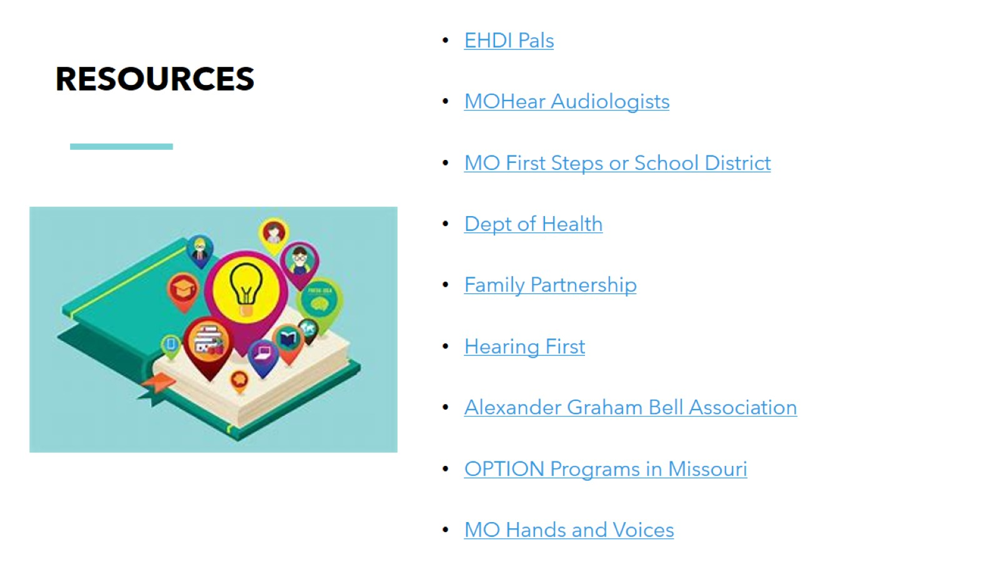 RESOURCES
• EHDI Pals
• MOHear Audiologists
• MO First Steps or School District
• Dept of Health
• Family Partnership
• Hearing First
• Alexander Graham Bell Association
• OPTION Programs in Missouri
• MO Hands and Voices